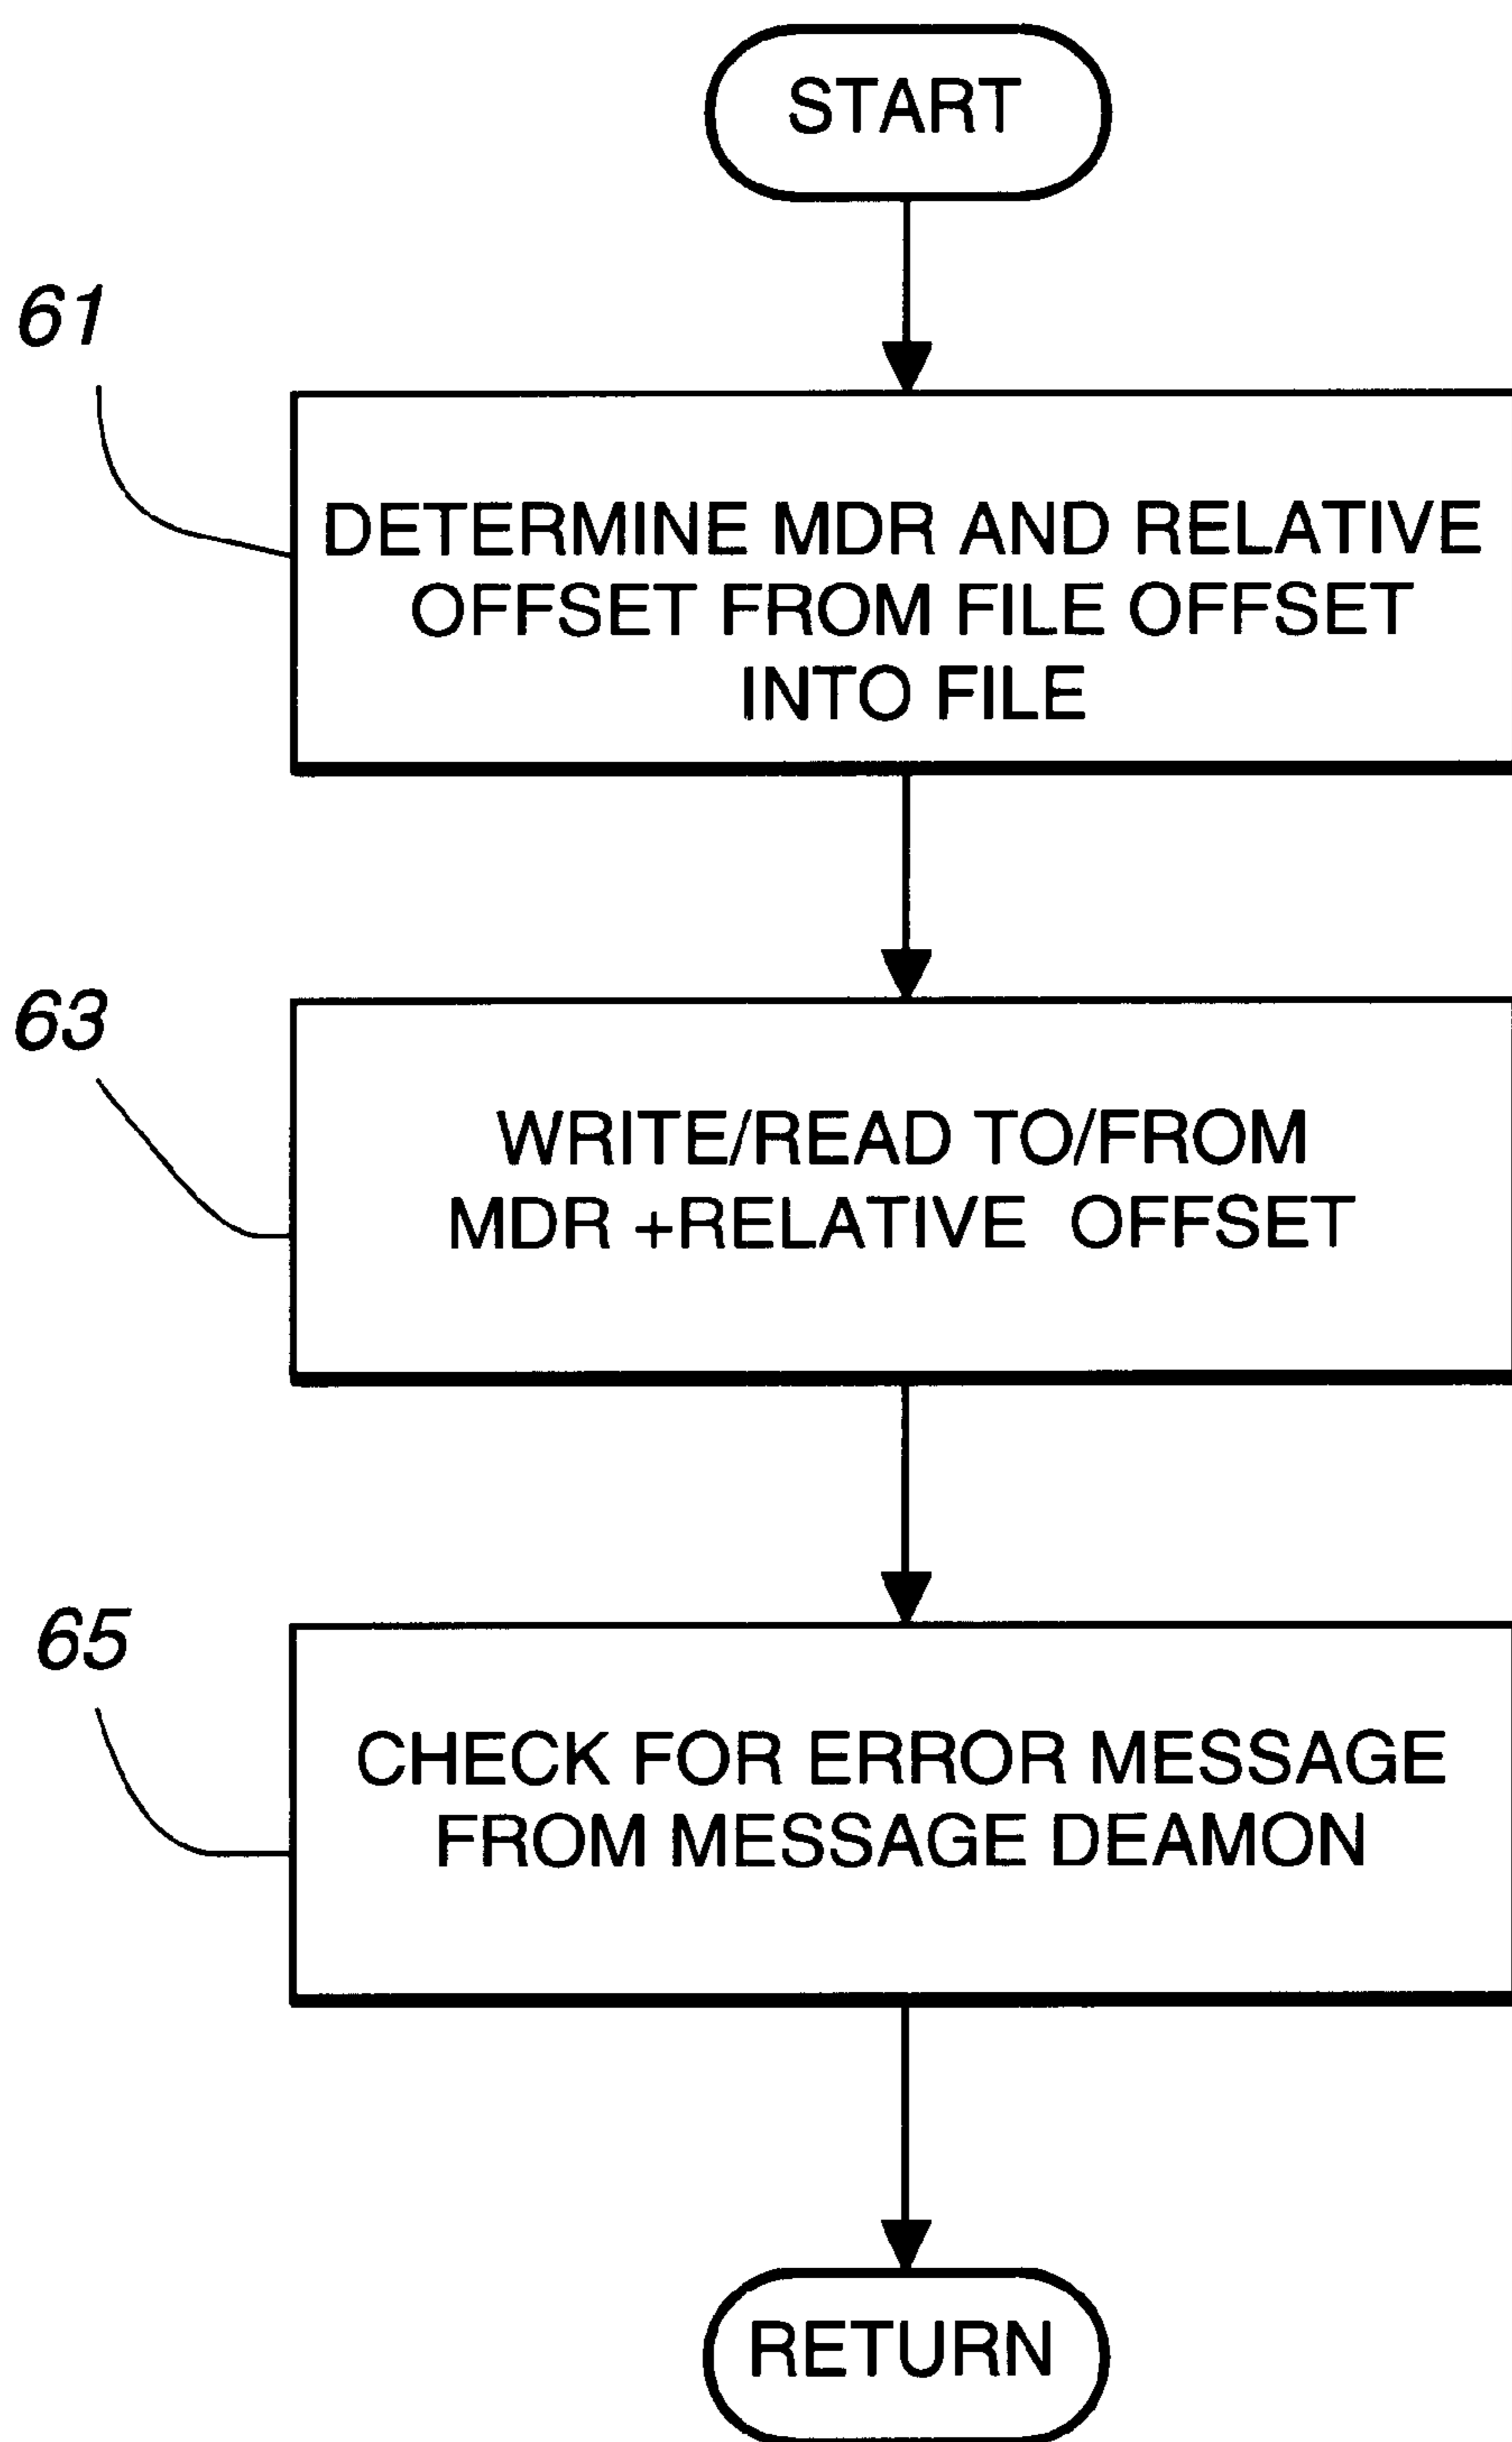 START
61
DETERMINE MDR AND RELATIVE
OFFSET FROM FILE OFFSET
INTO FILE
63
WRITE/READ TO/FROM
MDR +RELATIVE OFFSET
65
CHECK FOR ERROR MESSAGE
FROM MESSAGE DEAMON
RETURN